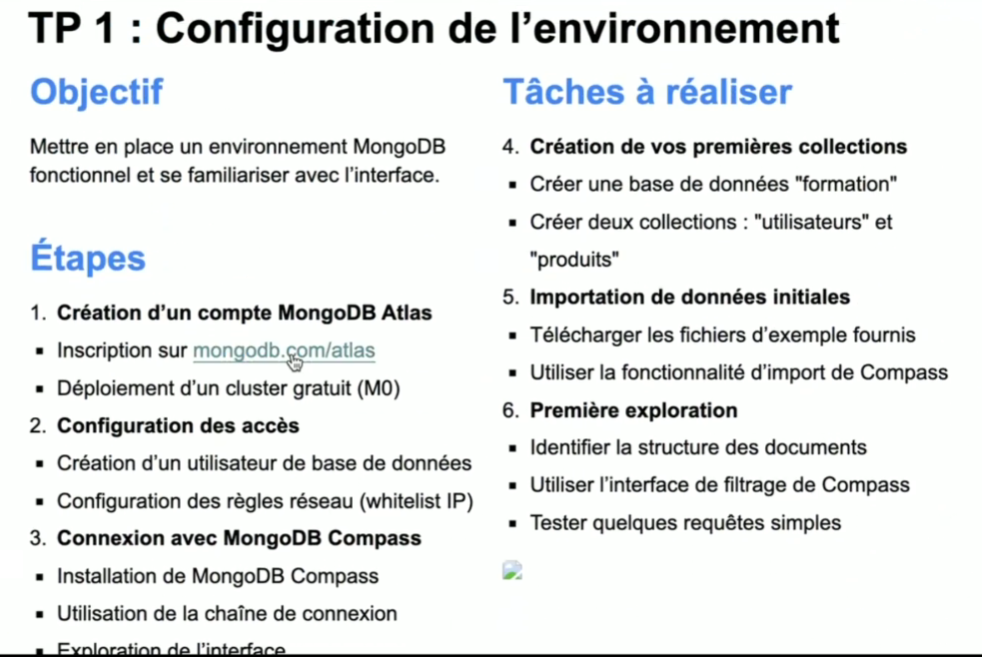 TP 1 : Configuration de l'environnement
Objectif
Mettre en place un environnement MongoDB
fonctionnel et se familiariser avec l'interface.
Étapes
1. Création d'un compte MongoDB Atlas
▪ Inscription sur mongodb.com/atlas
▪ Déploiement d'un cluster gratuit (M0)
2. Configuration des accès
▪ Création d'un utilisateur de base de données
▪ Configuration des règles réseau (whitelist IP)
3. Connexion avec MongoDB Compass
▪ Installation de MongoDB Compass
▪ Utilisation de la chaîne de connexion
▪ Exploration de l'interface
Tâches à réaliser
4. Création de vos premières collections
▪ Créer une base de données "formation"
▪ Créer deux collections : "utilisateurs" et
"produits"
5. Importation de données initiales
▪ Télécharger les fichiers d'exemple fournis
▪ Utiliser la fonctionnalité d'import de Compass
6. Première exploration
▪ Identifier la structure des documents
▪ Utiliser l'interface de filtrage de Compass
▪ Tester quelques requêtes simples